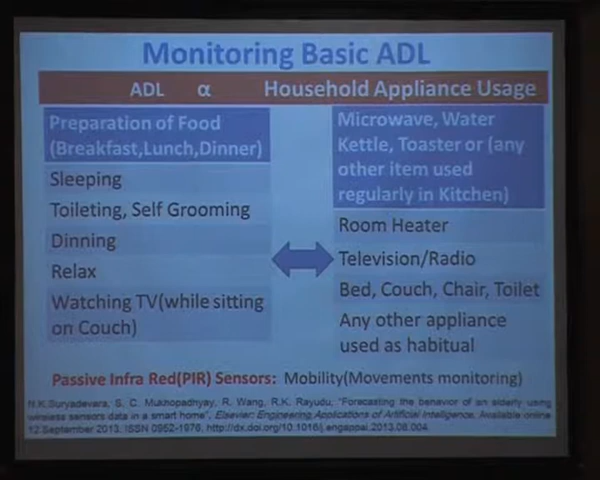 Monitoring Basic ADL
ADL α Household Appliance Usage
Preparation of Food
(Breakfast,Lunch,Dinner)
Sleeping
Toileting, Self Grooming
Dinning
Relax
Watching TV(while sitting
on Couch)
Microwave, Water
Kettle, Toaster or (any
other item used
regularly in Kitchen)
Room Heater
Television/Radio
Bed, Couch, Chair, Toilet
Any other appliance
used as habitual
Passive Infra Red(PIR) Sensors: Mobility(Movements monitoring)
N.K.Suryadevara, S. C. Mukhopadhyay, R. Wang, R.K. Rayudu, "Forecasting the behavior of an elderly using
wireless sensors data in a smart home", Elsevier: Engineering Applications of Artificial Intelligence, Available online
12 September 2013, ISSN 0952-1976, http://dx.doi.org/10.1016/j.engappai.2013.08.004.